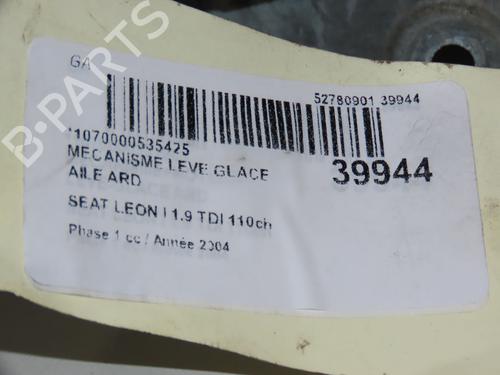 B-PARTS
GA
52780901 39944
'1070000535425
39944
MECANISME LEVE GLACE
AILE ARD
SEAT LEON I 1.9 TDI 110ch
Phase 1 cc / Année 2004